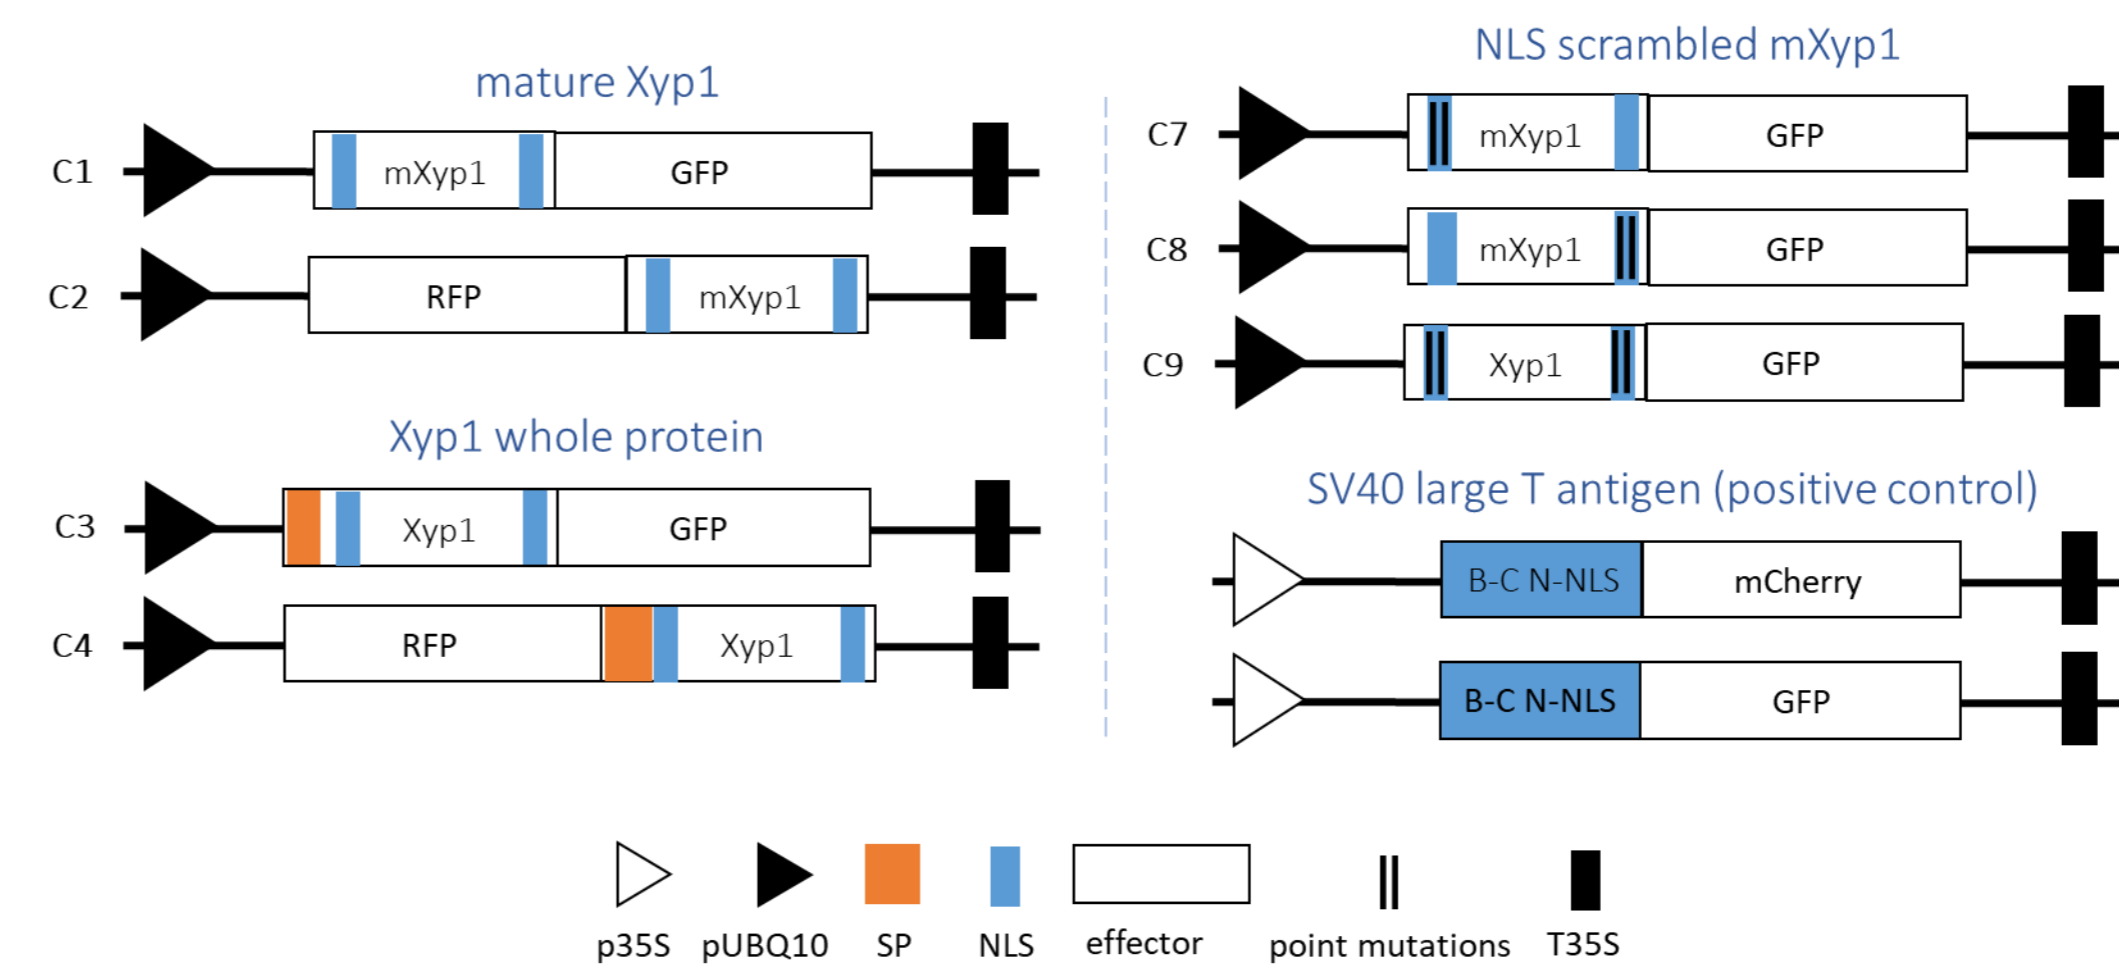 mature Xyp1
C1 mXyp1 GFP
C2 RFP mXyp1
Xyp1 whole protein
C3 Xyp1 GFP
C4 RFP Xyp1
NLS scrambled mXyp1
C7 mXyp1 GFP
C8 mXyp1 GFP
C9 Xyp1 GFP
SV40 large T antigen (positive control)
B-C N-NLS mCherry
B-C N-NLS GFP
p35S pUBQ10 SP NLS effector point mutations T35S